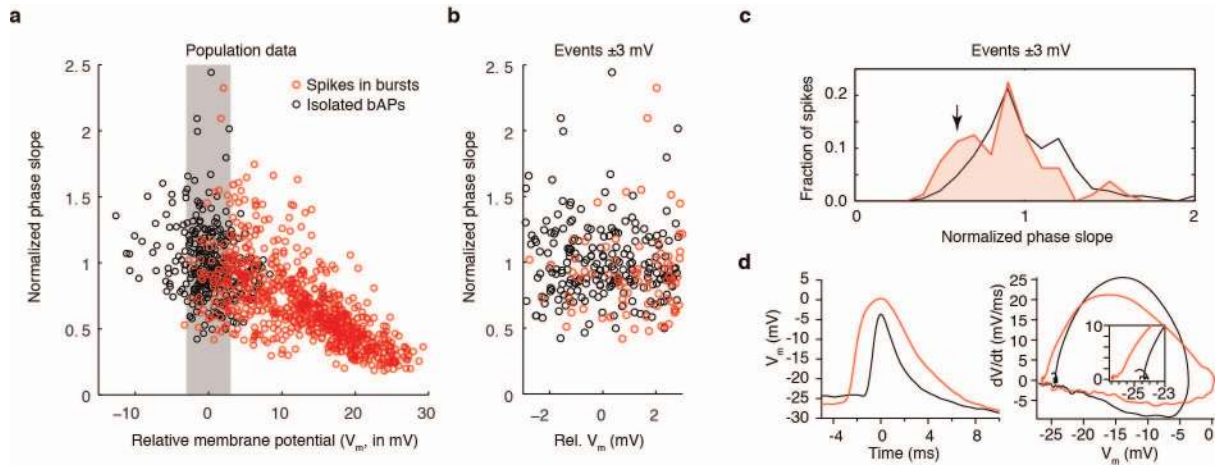 a
Population data
Spikes in bursts
Isolated bAPs
Normalized phase slope
2.5
2
1.5
1
0.5
0
−10
0
10
20
30
Relative membrane potential (Vm, in mV)
b
Events ±3 mV
Normalized phase slope
2.5
2
1.5
1
0.5
0
−2
0
2
Rel. Vm (mV)
c
Events ±3 mV
Fraction of spikes
0.2
0.1
0.0
0
1
2
Normalized phase slope
d
Vm (mV)
5
0
-5
-10
-15
-20
-25
-30
-4
0
4
8
Time (ms)
dV/dt (mV/ms)
25
20
15
10
5
0
-5
10
0
-25
-23
-25
-20
-15
-10
-5
0
Vm (mV)